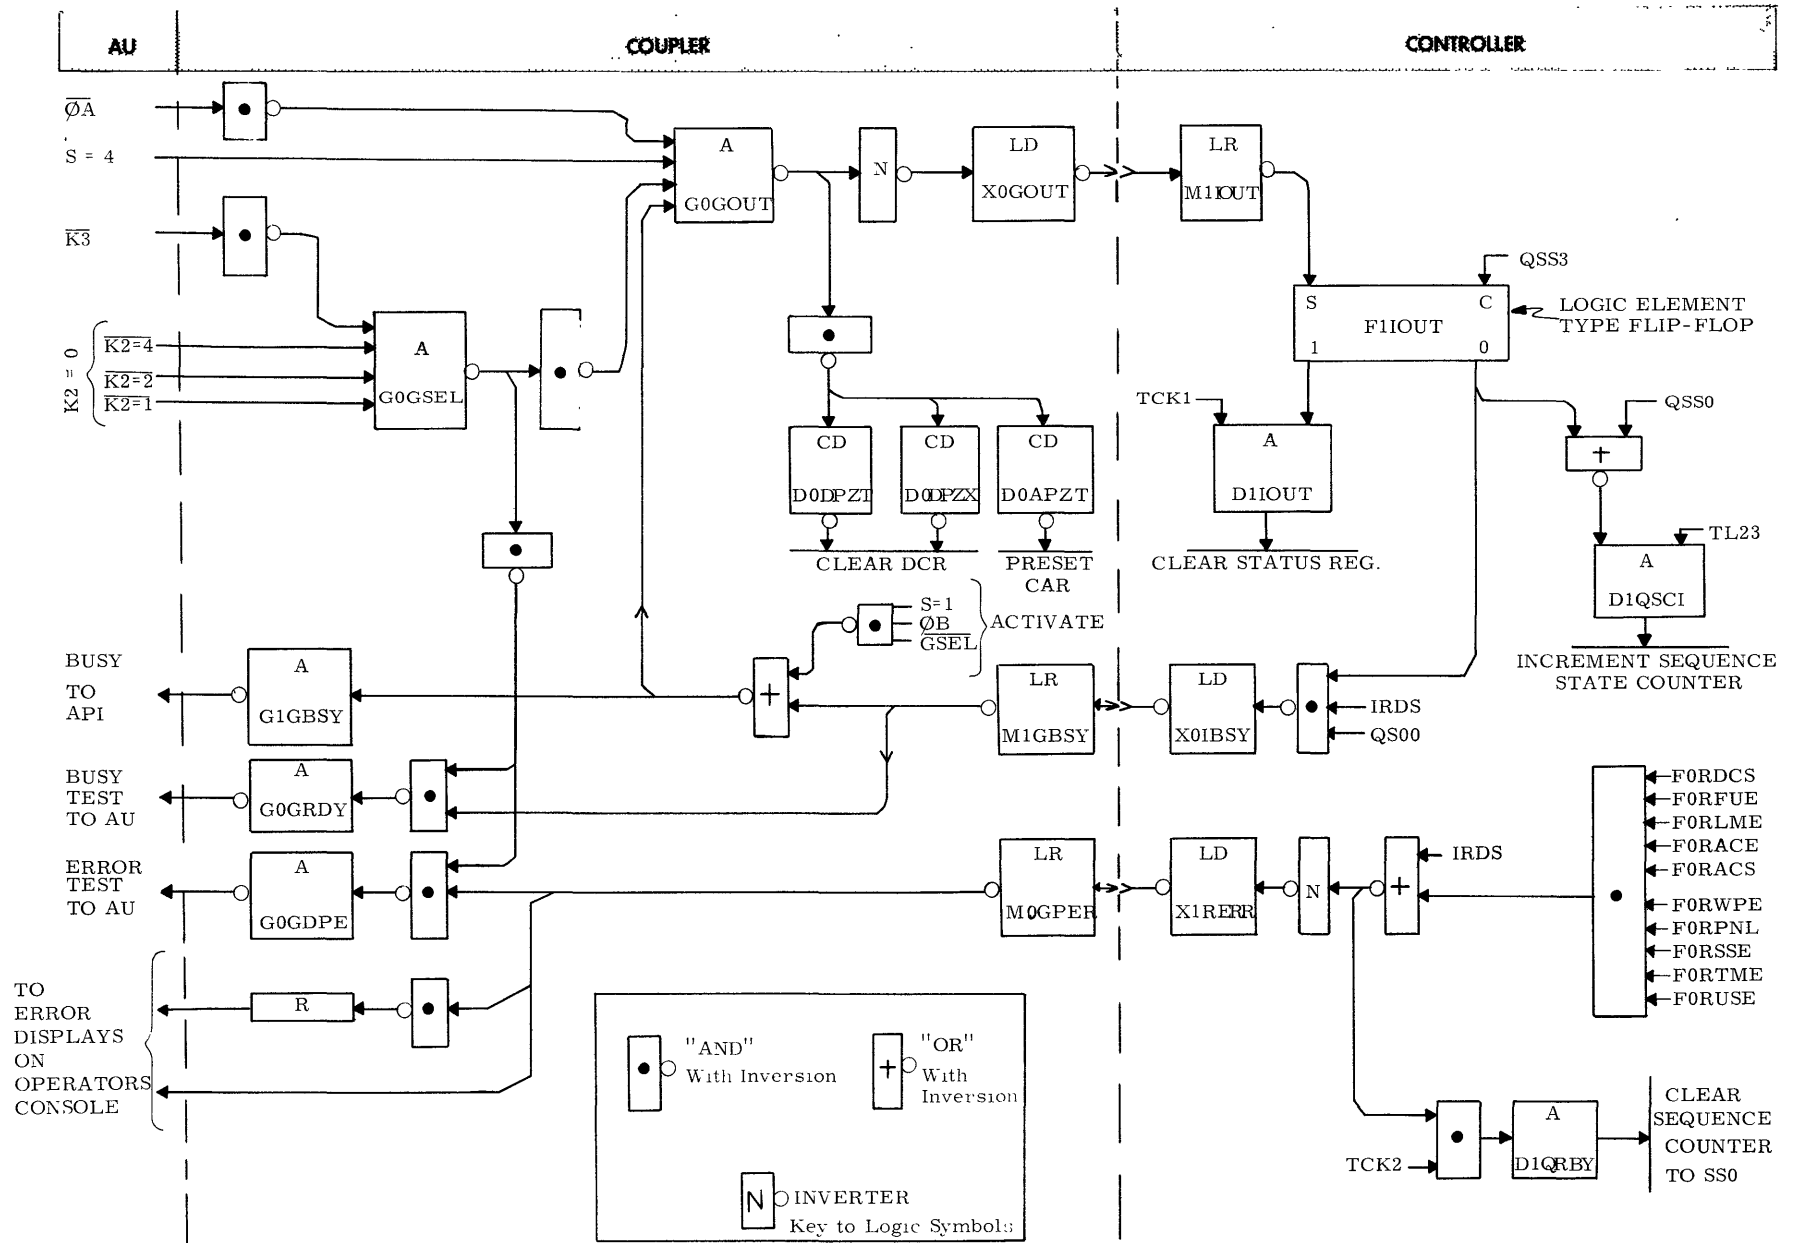 AU
COUPLER
CONTROLLER
ØA
S = 4
K3
K2 = 0
K2=4
K2=2
K2=1
A
G0GSEL
A
G0GOUT
N
LD
X0GOUT
LR
M1IOUT
QSS3
S
C
F1IOUT
1
0
LOGIC ELEMENT
TYPE FLIP-FLOP
TCK1
QSS0
+
A
D1IOUT
CLEAR STATUS REG.
TL23
A
D1QSCI
INCREMENT SEQUENCE
STATE COUNTER
CD
D0DPZT
CD
D0DPZX
CD
D0APZT
CLEAR DCR
PRESET
CAR
S=1
ØB
GSEL
ACTIVATE
BUSY
TO
API
A
G1GBSY
+
LR
M1GBSY
LD
X0IBSY
IRDS
QS00
BUSY
TEST
TO AU
A
G0GRDY
ERROR
TEST
TO AU
A
G0GDPE
LR
M0GPER
LD
X1RERR
N
+
IRDS
F0RDCS
F0RFUE
F0RLME
F0RACE
F0RACS
F0RWPE
F0RPNL
F0RSSE
F0RTME
F0RUSE
TO
ERROR
DISPLAYS
ON
OPERATORS
CONSOLE
R
"AND"
With Inversion
+
"OR"
With
Inversion
N
INVERTER
Key to Logic Symbols
TCK2
A
D1QRBY
CLEAR
SEQUENCE
COUNTER
TO SS0